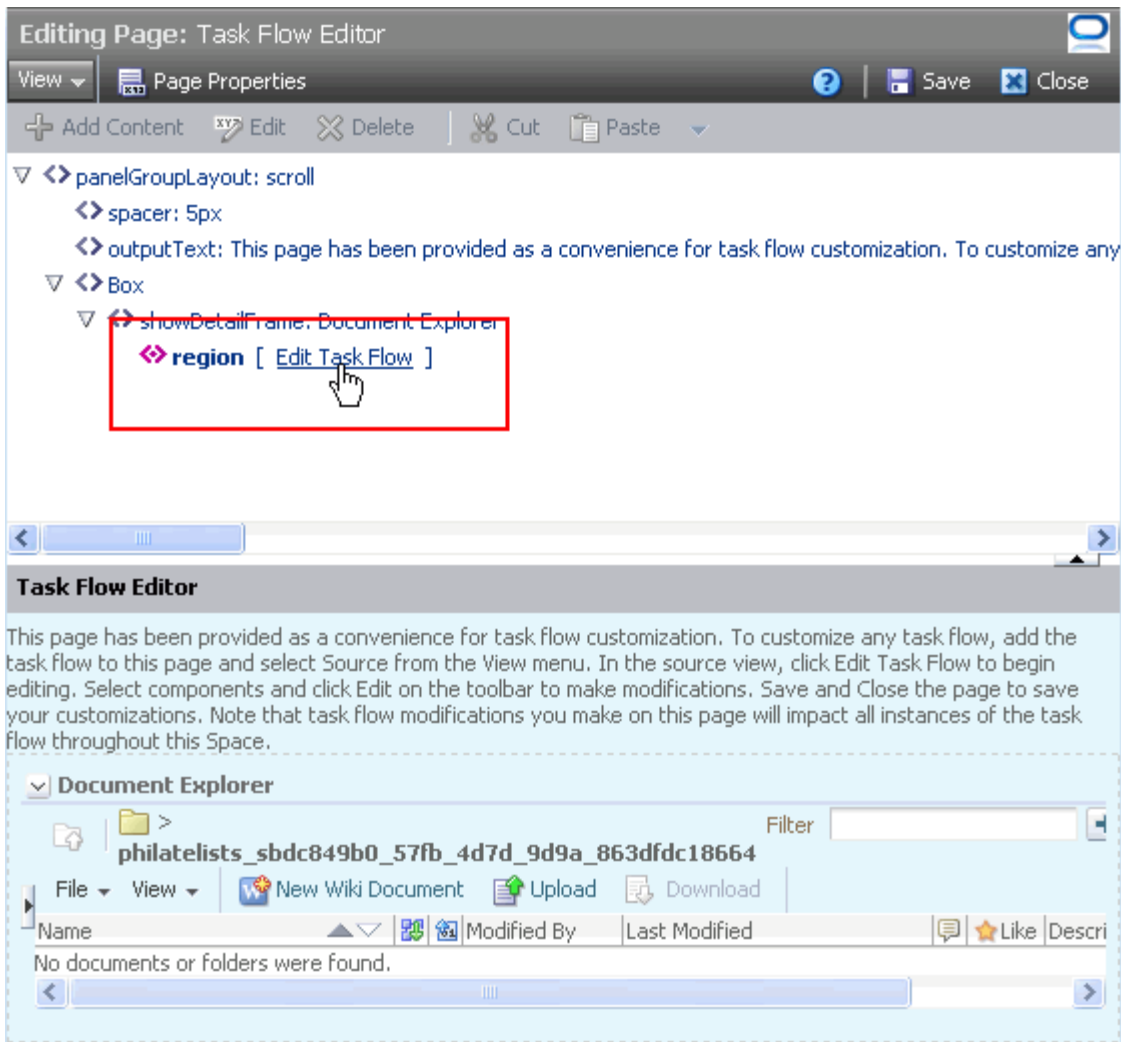 Editing Page: Task Flow Editor
View Page Properties Save Close
Add Content Edit Delete Cut Paste
<> panelGroupLayout: scroll
<> spacer: 5px
<> outputText: This page has been provided as a convenience for task flow customization. To customize any
<> Box
<> showDetailFrame: Document Explorer
region [ Edit Task Flow ]
Task Flow Editor
This page has been provided as a convenience for task flow customization. To customize any task flow, add the
task flow to this page and select Source from the View menu. In the source view, click Edit Task Flow to begin
editing. Select components and click Edit on the toolbar to make modifications. Save and Close the page to save
your customizations. Note that task flow modifications you make on this page will impact all instances of the task
flow throughout this Space.
Document Explorer
> Filter
philatelists_sbdc849b0_57fb_4d7d_9d9a_863dfdc18664
File View New Wiki Document Upload Download
Name Modified By Last Modified Like Descri
No documents or folders were found.